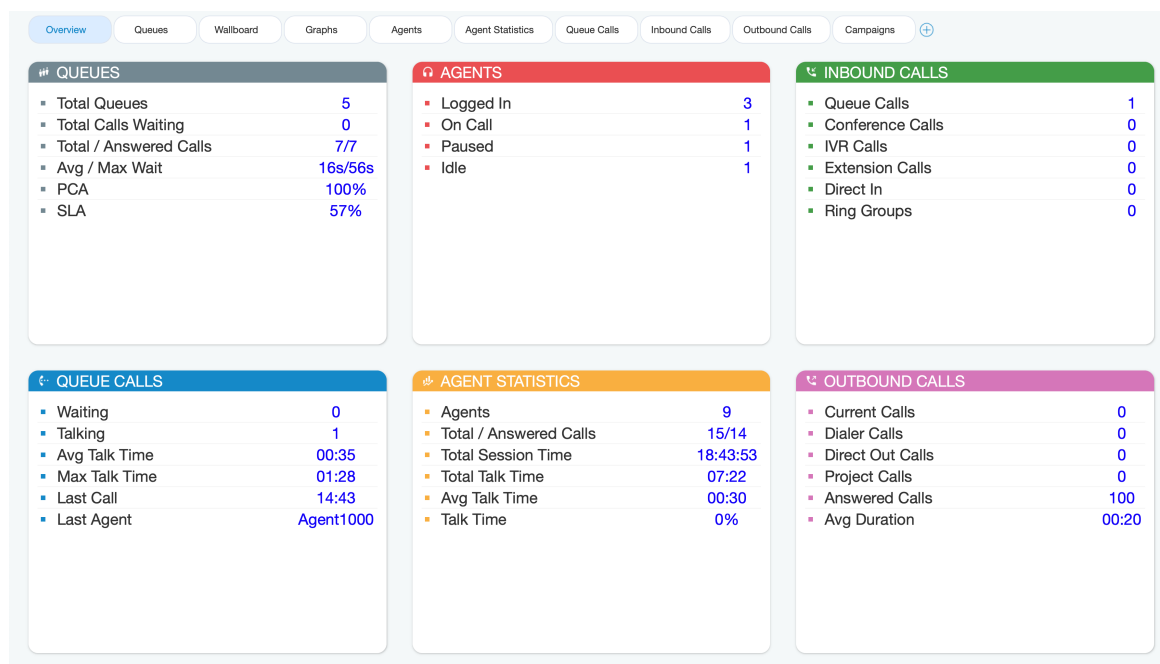 Overview Queues Wallboard Graphs Agents Agent Statistics Queue Calls Inbound Calls Outbound Calls Campaigns
QUEUES
Total Queues 5
Total Calls Waiting 0
Total / Answered Calls 7/7
Avg / Max Wait 16s/56s
PCA 100%
SLA 57%
AGENTS
Logged In 3
On Call 1
Paused 1
Idle 1
INBOUND CALLS
Queue Calls 1
Conference Calls 0
IVR Calls 0
Extension Calls 0
Direct In 0
Ring Groups 0
QUEUE CALLS
Waiting 0
Talking 1
Avg Talk Time 00:35
Max Talk Time 01:28
Last Call 14:43
Last Agent Agent1000
AGENT STATISTICS
Agents 9
Total / Answered Calls 15/14
Total Session Time 18:43:53
Total Talk Time 07:22
Avg Talk Time 00:30
Talk Time 0%
OUTBOUND CALLS
Current Calls 0
Dialer Calls 0
Direct Out Calls 0
Project Calls 0
Answered Calls 100
Avg Duration 00:20